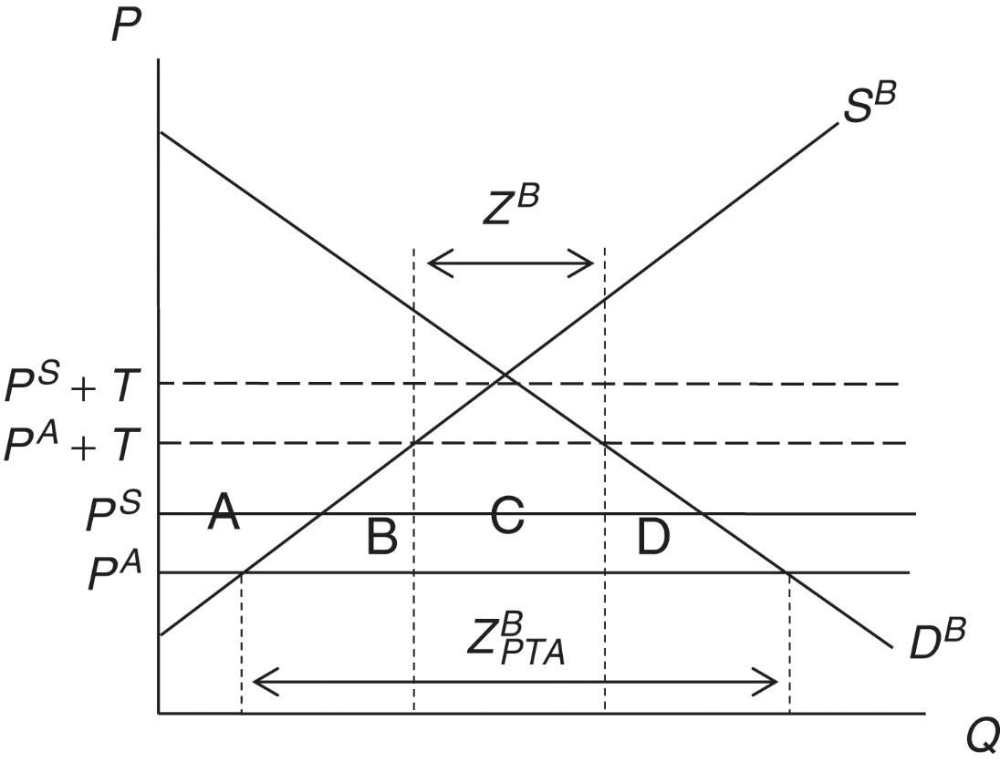 P
S^B
Z^B
P^S + T
P^A + T
P^S
A
C
B
D
P^A
Z^B_PTA
D^B
Q